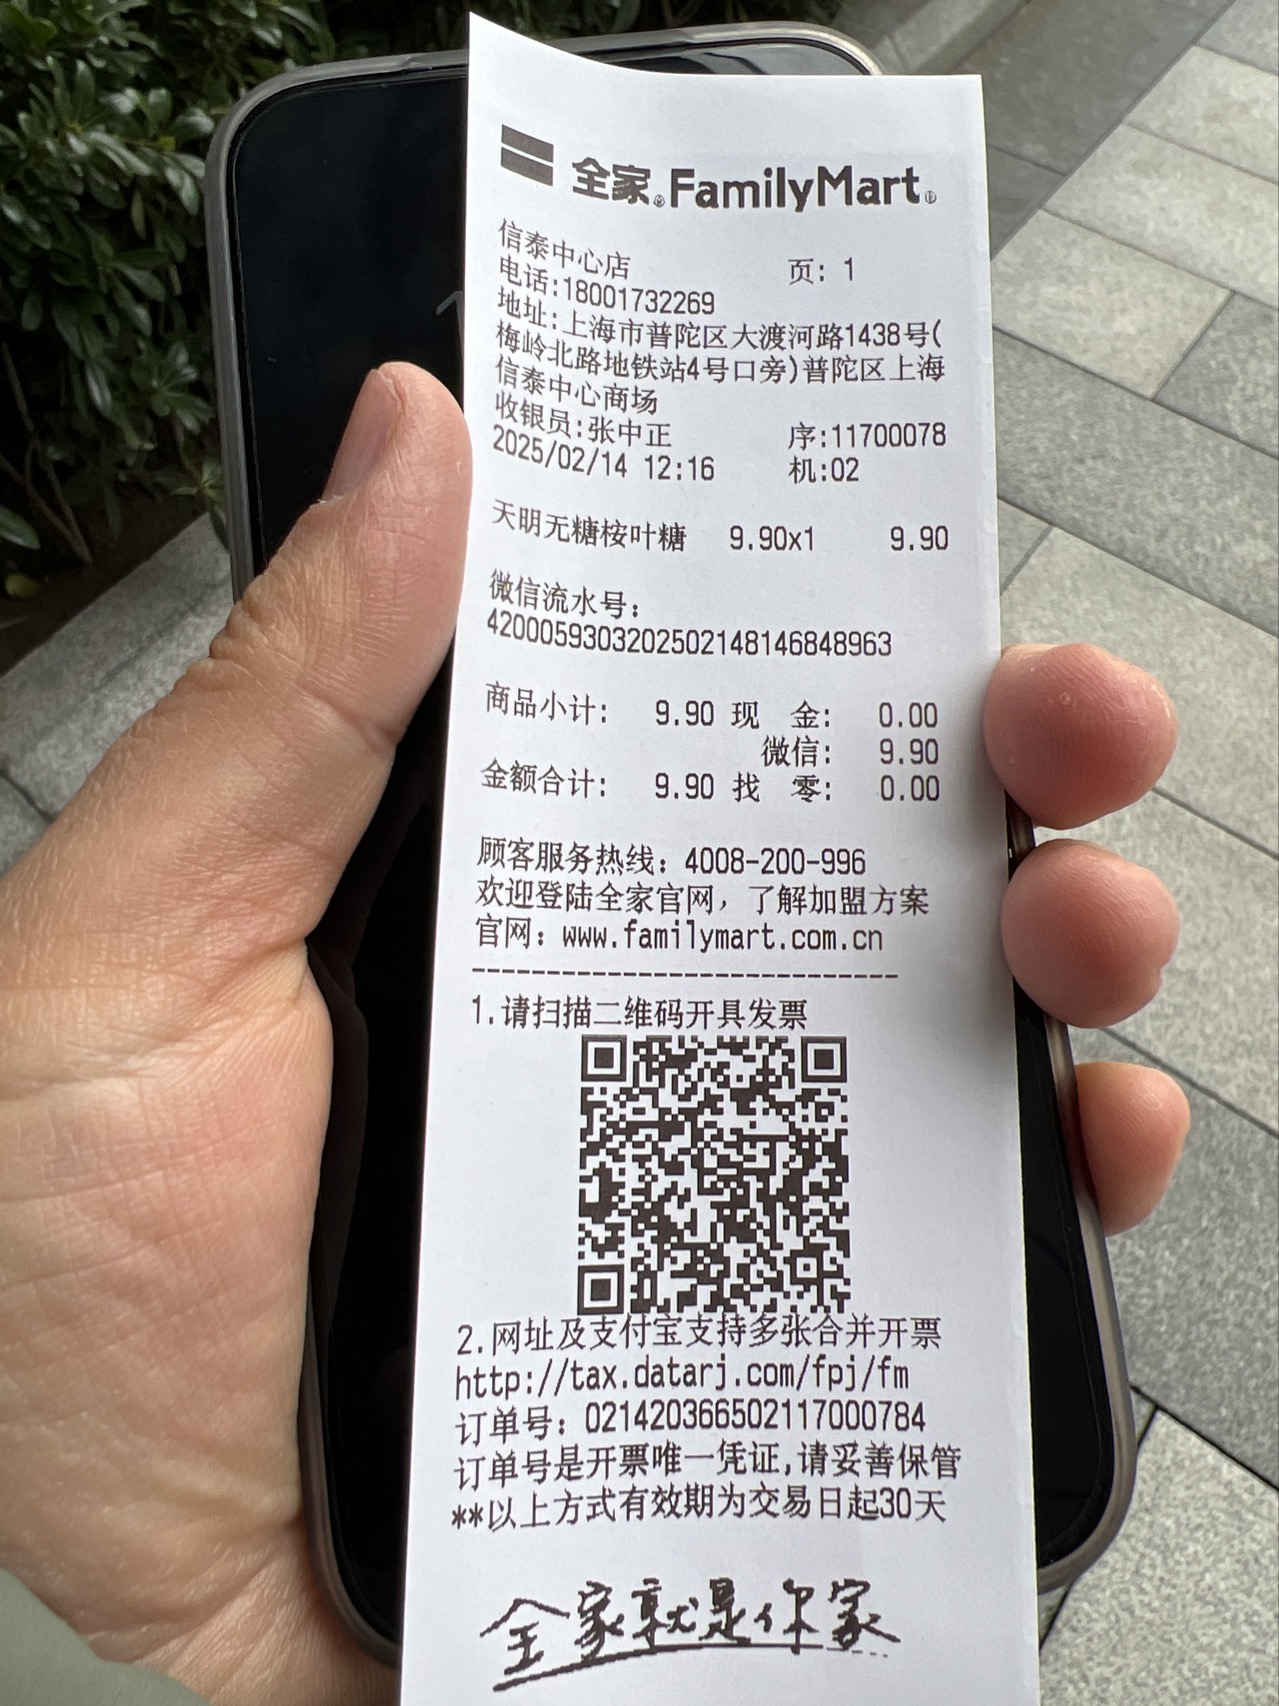 全家®FamilyMart®
信泰中心店 页: 1
电话:18001732269
地址:上海市普陀区大渡河路1438号(
梅岭北路地铁站4号口旁)普陀区上海
信泰中心商场
收银员:张中正 序:11700078
2025/02/14 12:16 机:02
天明无糖桉叶糖 9.90x1 9.90
微信流水号:
4200059303202502148146848963
商品小计: 9.90 现 金: 0.00
微信: 9.90
金额合计: 9.90 找 零: 0.00
顾客服务热线: 4008-200-996
欢迎登陆全家官网,了解加盟方案
官网: www.familymart.com.cn
-----------------------------
1.请扫描二维码开具发票
2.网址及支付宝支持多张合并开票
http://tax.datarj.com/fpj/fm
订单号: 021420366502117000784
订单号是开票唯一凭证,请妥善保管
**以上方式有效期为交易日起30天
全家就是你家